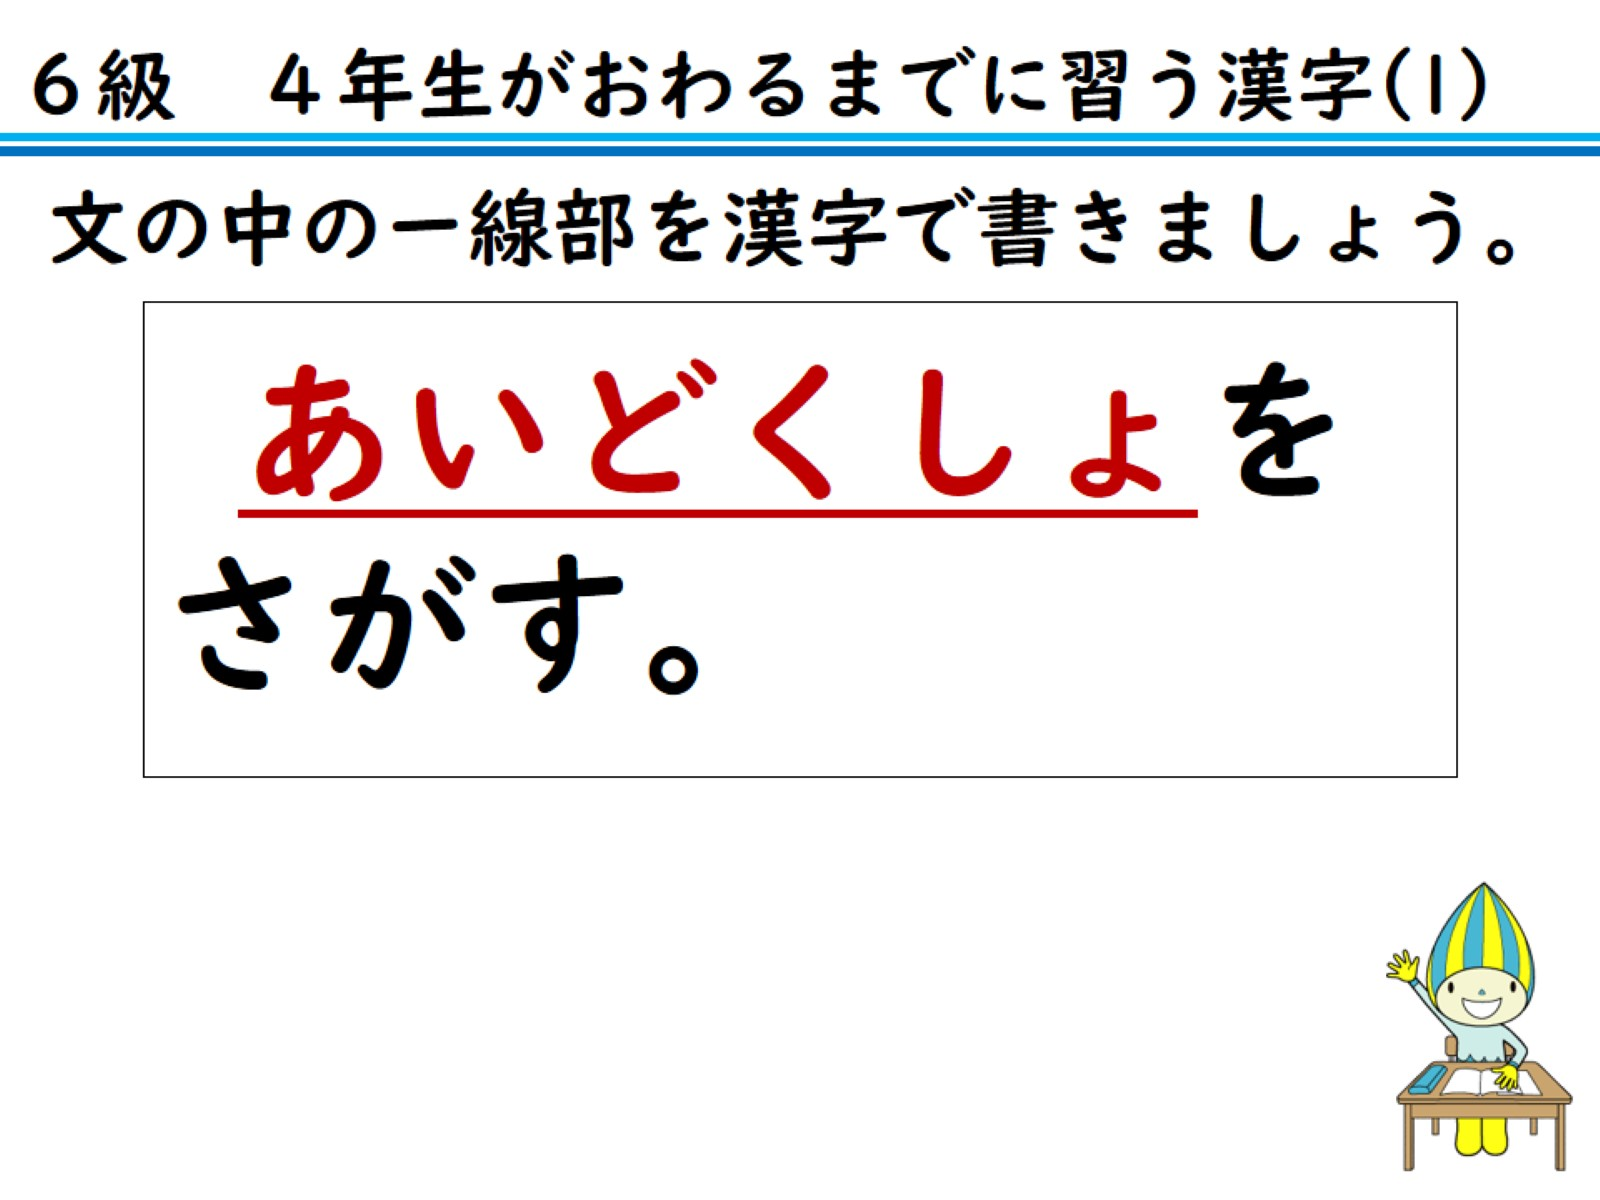 ６級　４年生がおわるまでに習う漢字(1)
文の中の一線部を漢字で書きましょう。
あいどくしょを
さがす。